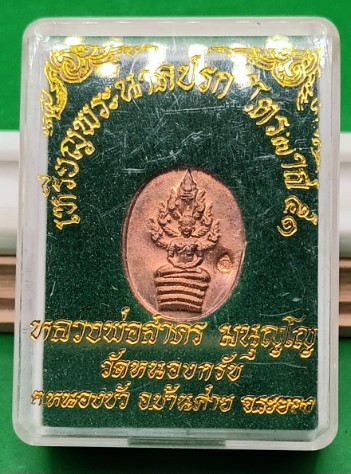 เหรียญพระนาคปรก ไตรมาส ๕๑
หลวงพ่อสาคร มนุญฺโญ
วัดหนองกรับ
ต.หนองบัว อ.บ้านค่าย จ.ระยอง